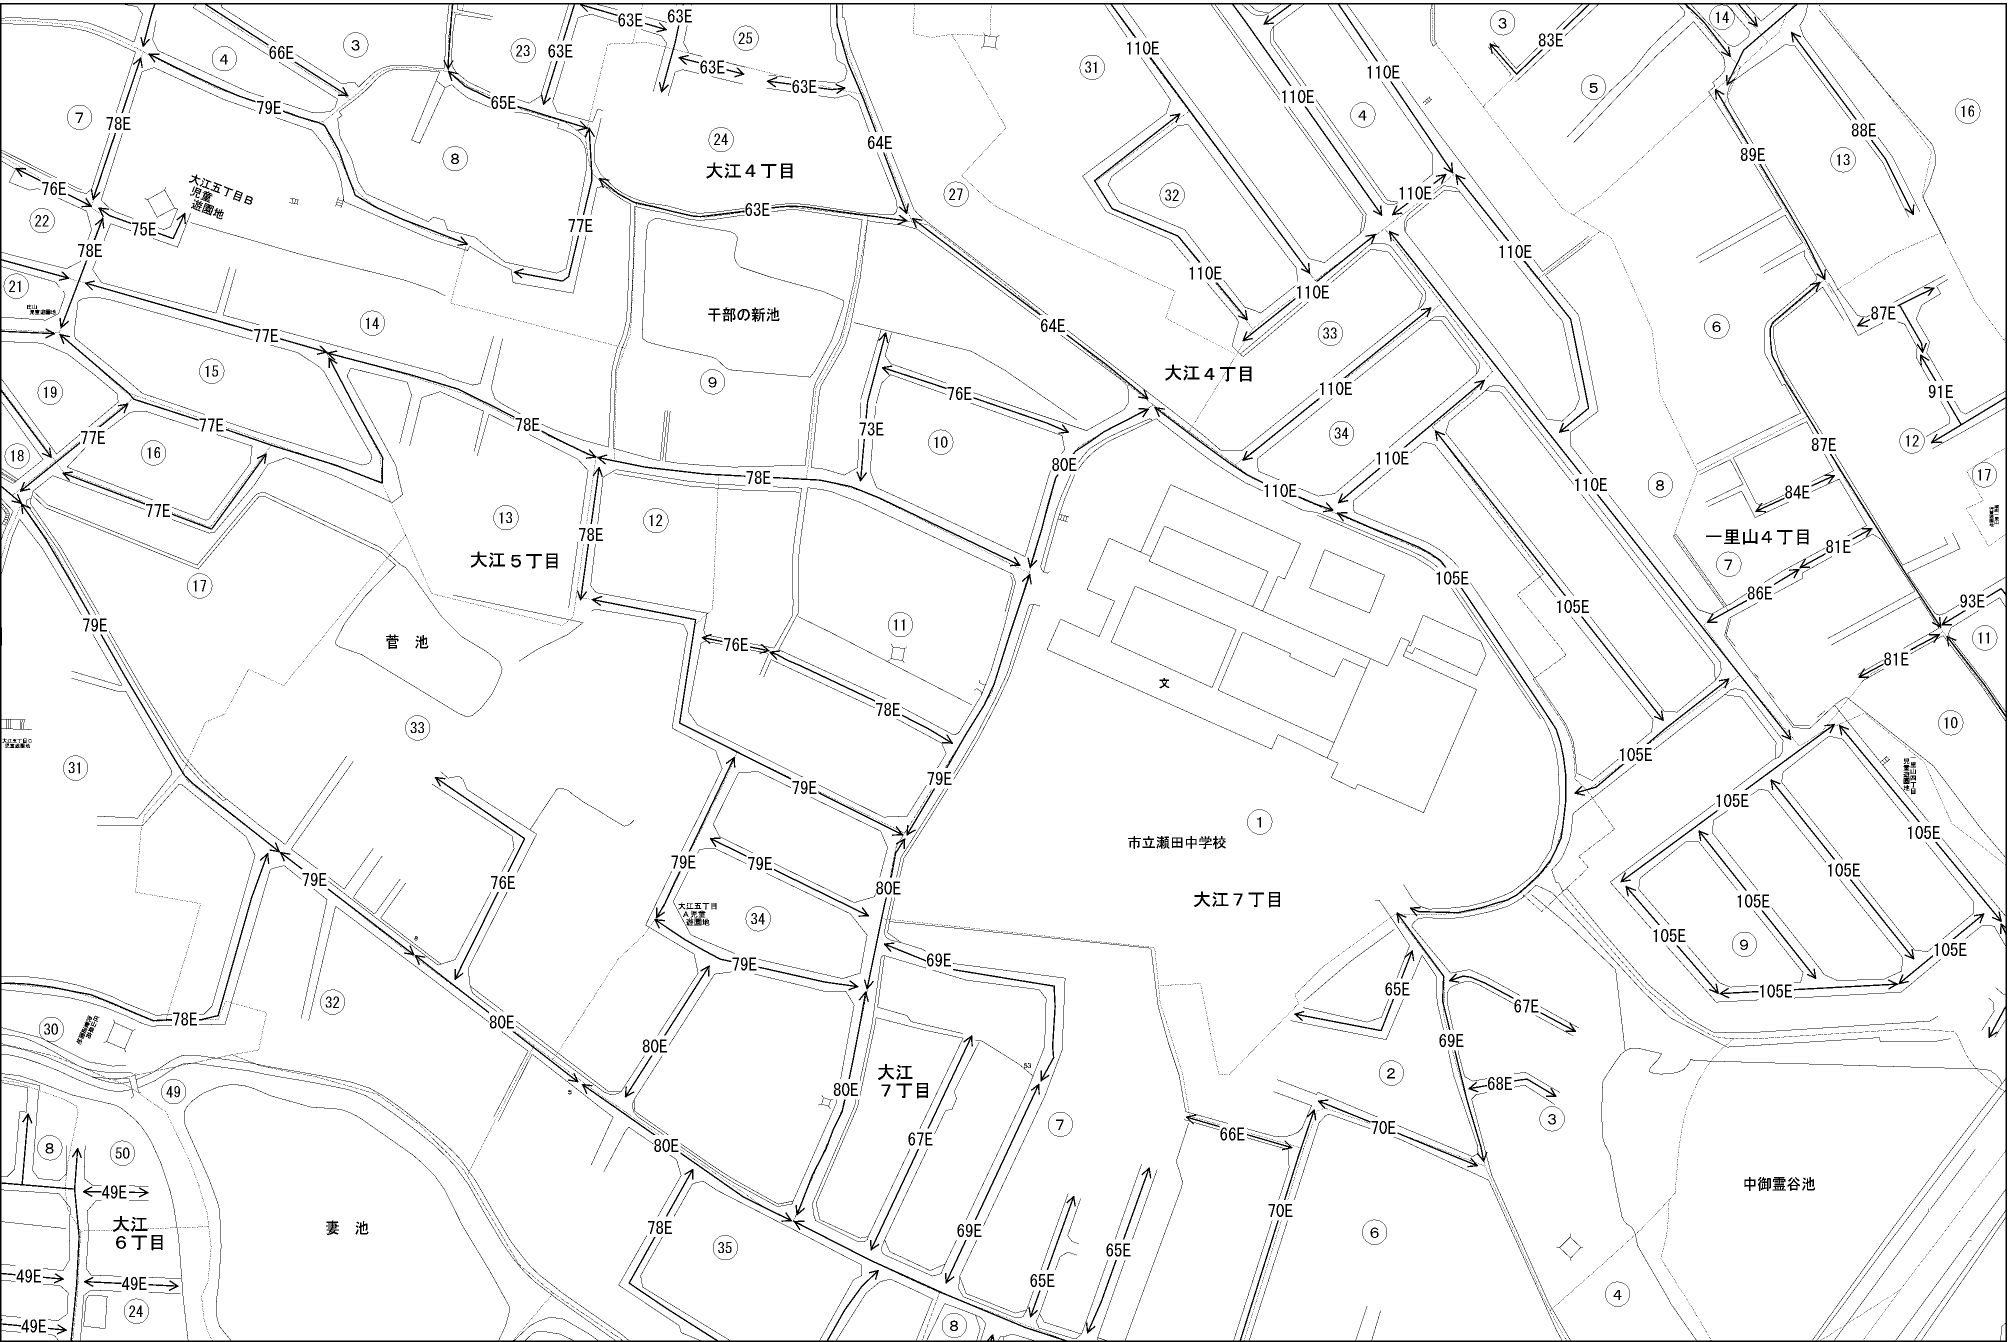 63E
63E
25
14
3
66E
3
23
63E
110E
83E
4
63E
31
110E
5
79E
65E
63E
110E
4
16
7
78E
24
64E
88E
8
大江4丁目
89E
13
76E
大江五丁目B
児童
遊園地
27
32
110E
22
75E
77E
63E
78E
110E
110E
21
110E
87E
14
干部の新池
64E
33
6
77E
15
9
大江4丁目
110E
19
76E
91E
77E
77E
78E
73E
10
34
12
18
16
80E
110E
87E
77E
78E
110E
110E
8
84E
17
13
12
78E
一里山4丁目
大江5丁目
81E
17
7
105E
86E
93E
79E
菅 池
11
105E
11
76E
81E
33
文
78E
10
31
79E
79E
105E
105E
1
105E
市立瀬田中学校
79E
79E
79E
76E
80E
105E
大江7丁目
105E
大江五丁目
A児童
遊園地
34
105E
9
105E
69E
79E
65E
105E
32
78E
80E
67E
30
80E
69E
大江
7丁目
53
2
68E
49
80E
3
8
50
80E
67E
7
66E
70E
49E
中御霊谷池
大江
6丁目
妻 池
78E
35
69E
65E
70E
6
49E
49E
65E
24
4
49E
8